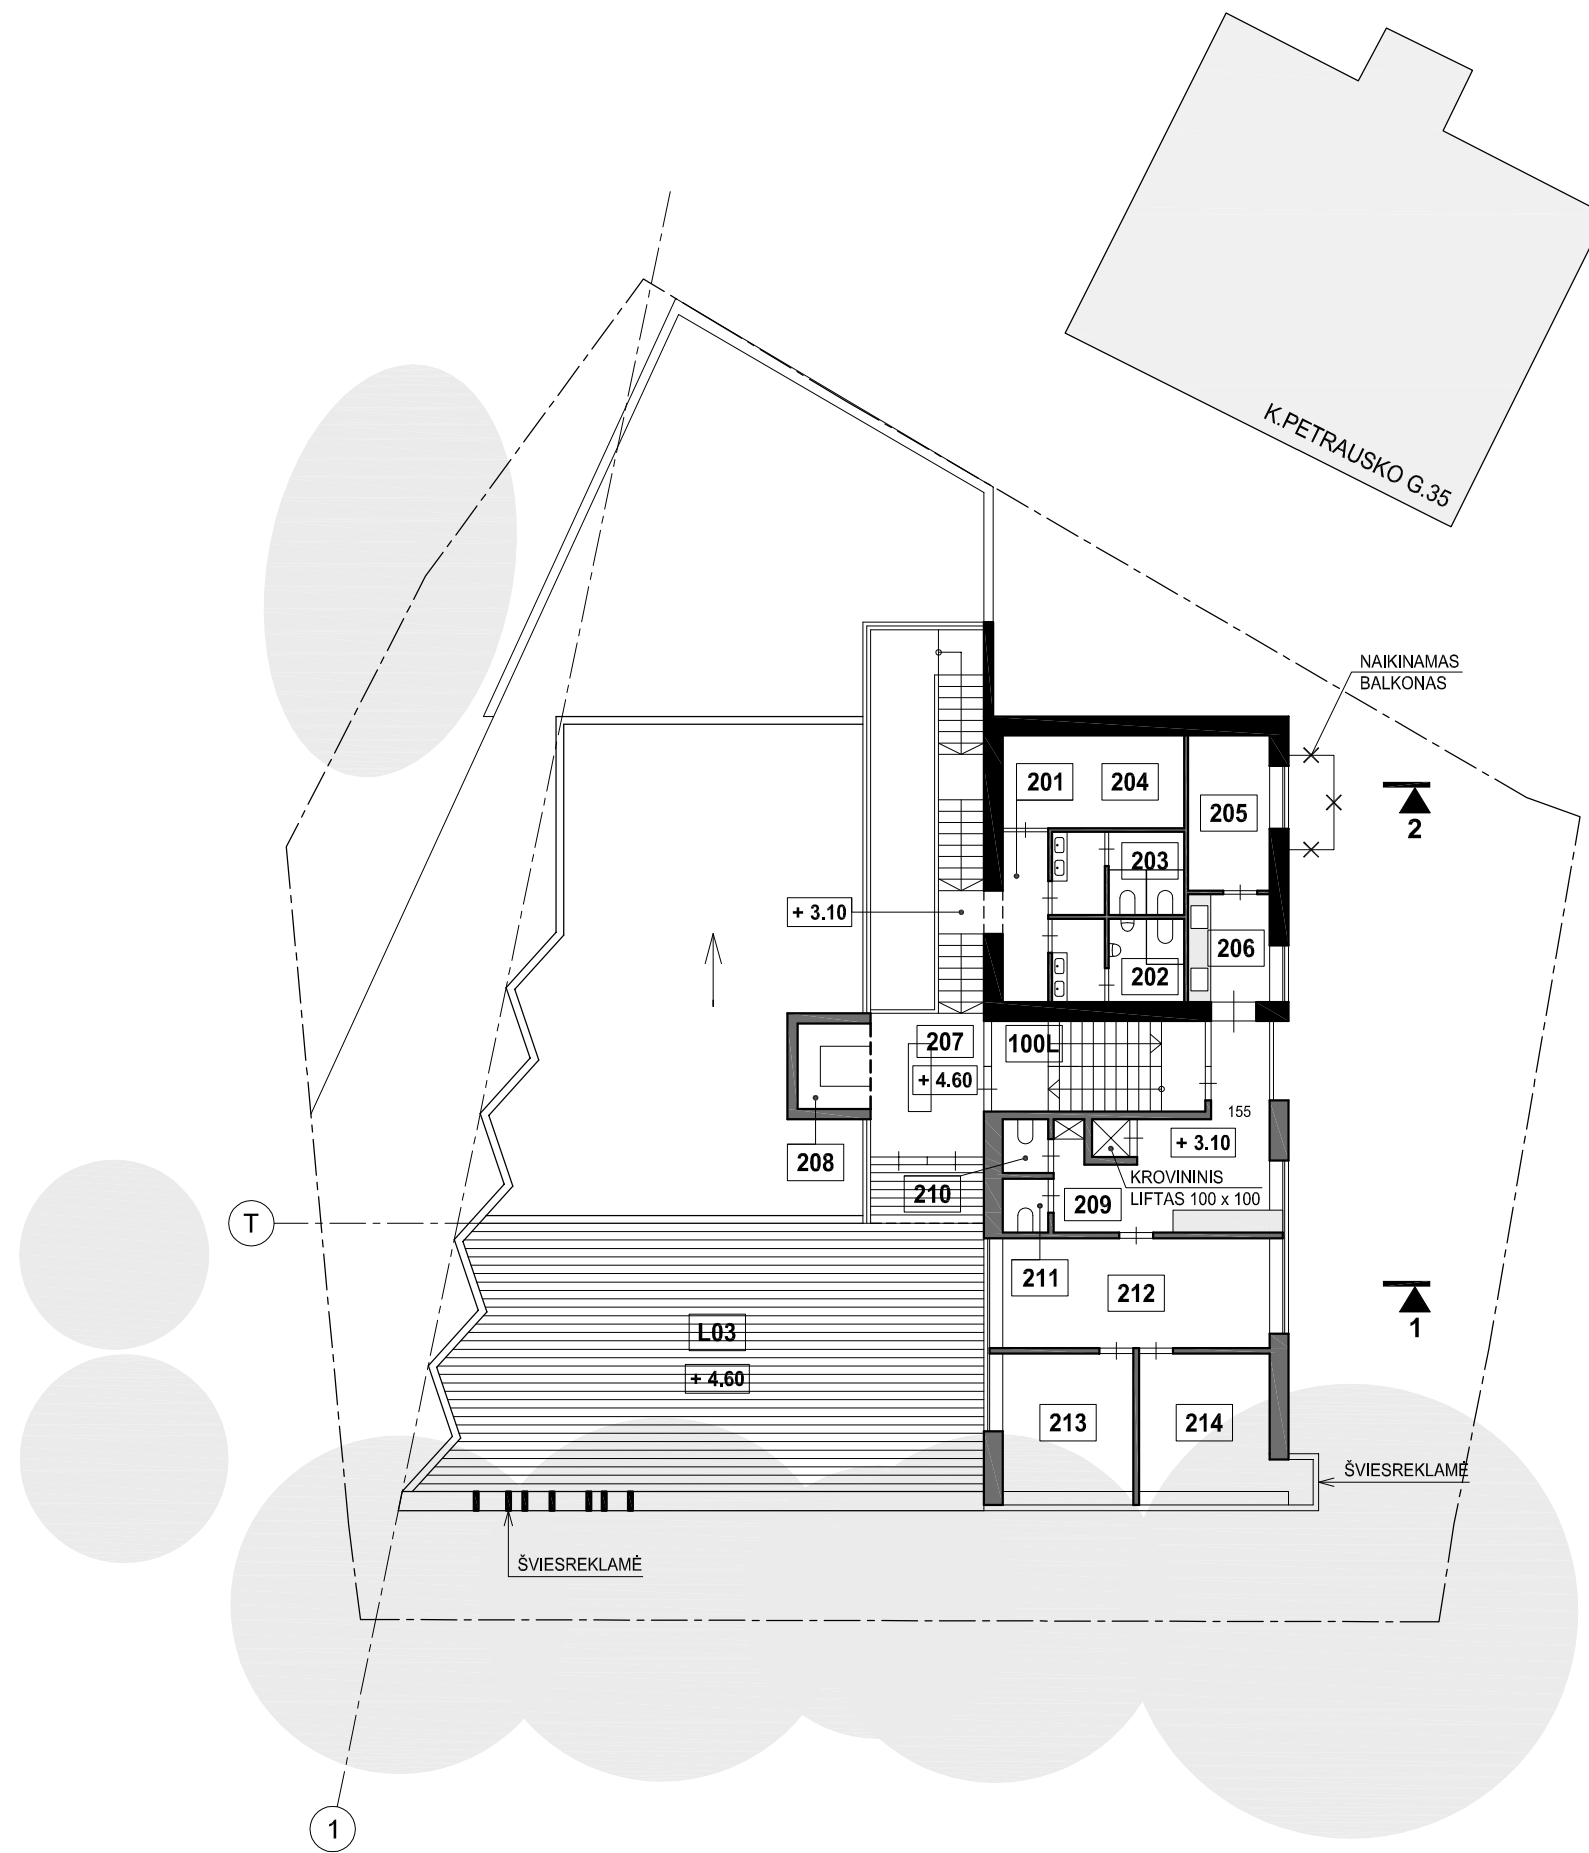 K.PETRAUSKO G.35
NAIKINAMAS
BALKONAS
201
204
205
2
203
+ 3.10
206
202
207
100L
+ 4.60
155
+ 3.10
208
KROVININIS
LIFTAS 100 x 100
210
209
T
211
212
1
L03
+ 4.60
213
214
ŠVIESREKLAMĖ
ŠVIESREKLAMĖ
1